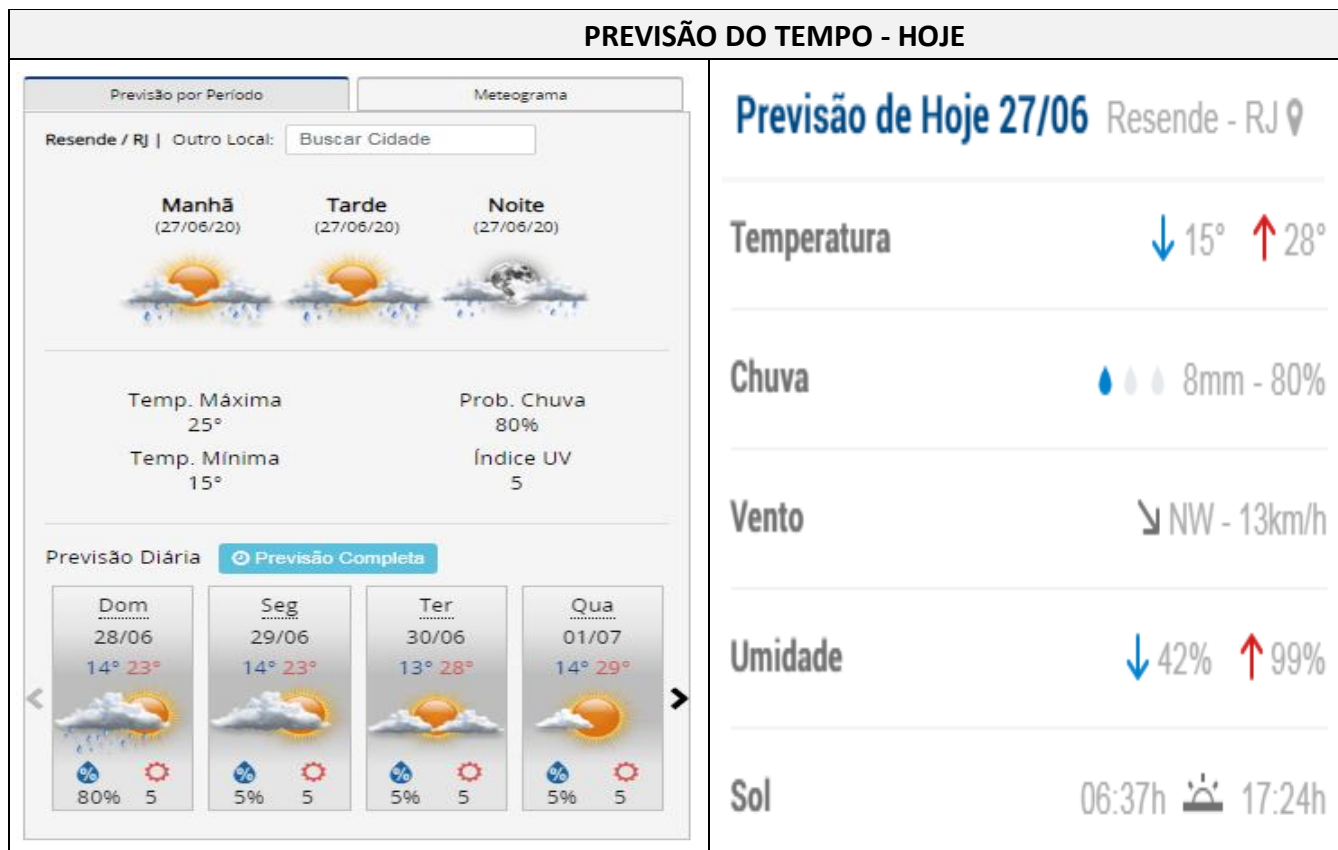 PREVISÃO DO TEMPO - HOJE
Previsão por Período Meteograma
Resende / RJ | Outro Local: Buscar Cidade
Manhã Tarde Noite
(27/06/20) (27/06/20) (27/06/20)
Temp. Máxima Prob. Chuva
25° 80%
Temp. Mínima Índice UV
15° 5
Previsão Diária Previsão Completa
Dom Seg Ter Qua
28/06 29/06 30/06 01/07
14° 23° 14° 23° 13° 28° 14° 29°
% % % %
80% 5 5% 5 5% 5 5% 5
Previsão de Hoje 27/06 Resende - RJ
Temperatura 15° 28°
Chuva 8mm - 80%
Vento NW - 13km/h
Umidade 42% 99%
Sol 06:37h 17:24h